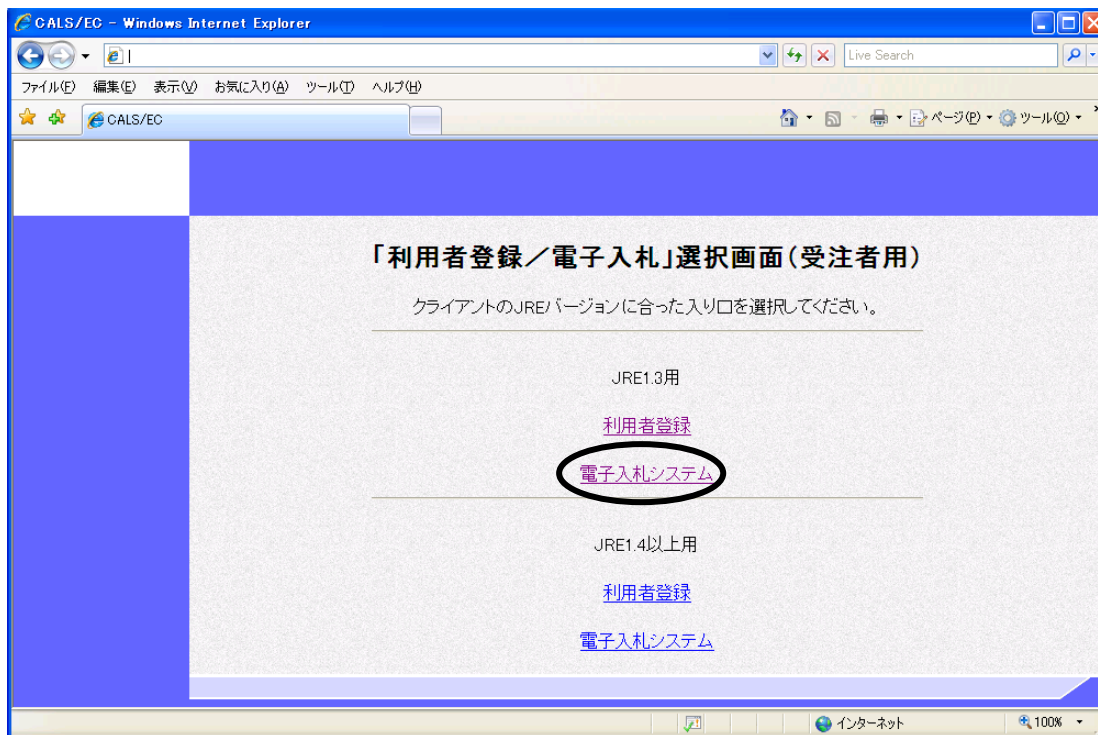 CALS/EC - Windows Internet Explorer
Live Search
ファイル(F) 編集(E) 表示(V) お気に入り(A) ツール(T) ヘルプ(H)
CALS/EC ページ(P) ツール(O)
「利用者登録／電子入札」選択画面(受注者用)
クライアントのJREバージョンに合った入り口を選択してください。
JRE1.3用
利用者登録
電子入札システム
JRE1.4以上用
利用者登録
電子入札システム
インターネット 100%